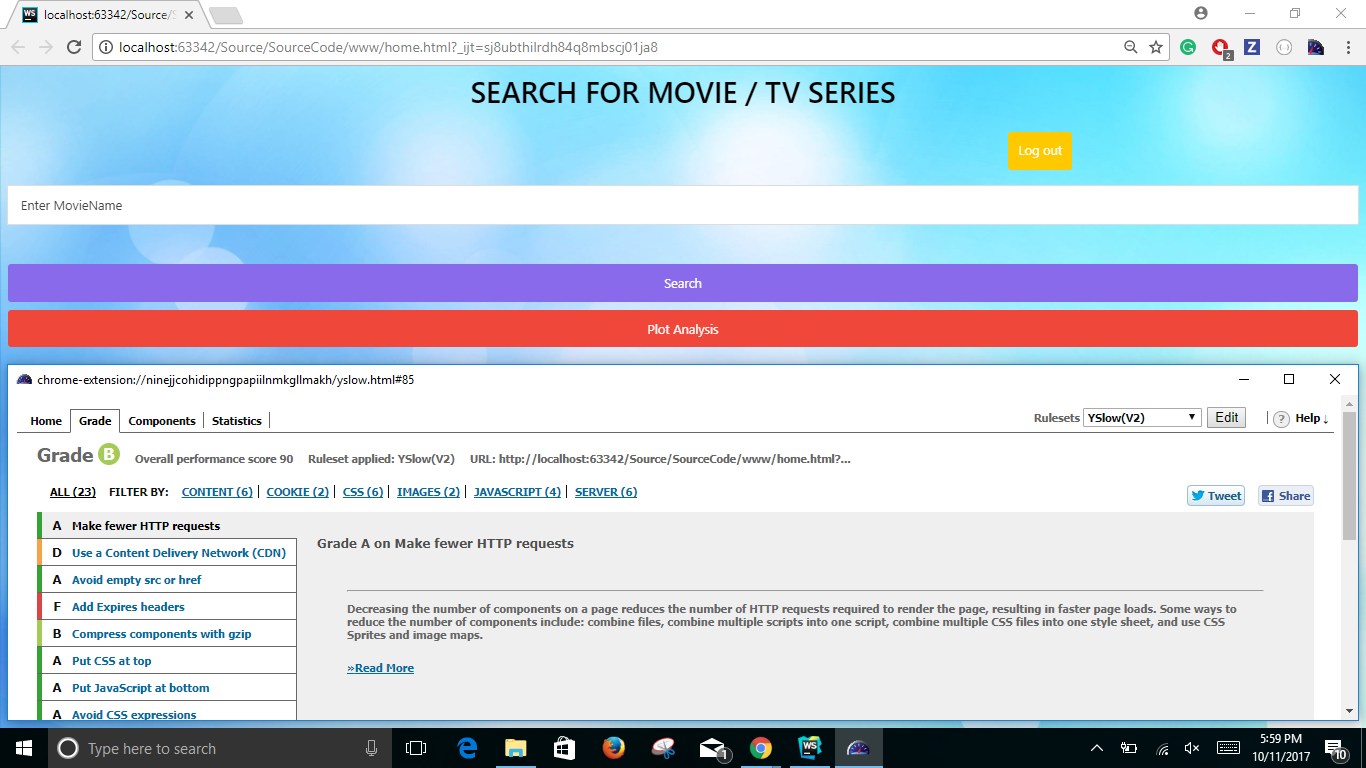 WS localhost:63342/Source/S
localhost:63342/Source/SourceCode/www/home.html?_ijt=sj8ubthilrdh84q8mbscj01ja8
2
Z
SEARCH FOR MOVIE / TV SERIES
Log out
Enter MovieName
Search
Plot Analysis
chrome-extension://ninejjcohidippngpapiilnmkgllmakh/yslow.html#85
Home Grade Components Statistics
Rulesets YSlow(V2) Edit ? Help ↓
Grade B Overall performance score 90 Ruleset applied: YSlow(V2) URL: http://localhost:63342/Source/SourceCode/www/home.html?...
ALL (23) FILTER BY: CONTENT (6) COOKIE (2) CSS (6) IMAGES (2) JAVASCRIPT (4) SERVER (6)
Tweet Share
A Make fewer HTTP requests
D Use a Content Delivery Network (CDN)
A Avoid empty src or href
F Add Expires headers
B Compress components with gzip
A Put CSS at top
A Put JavaScript at bottom
A Avoid CSS expressions
Grade A on Make fewer HTTP requests
Decreasing the number of components on a page reduces the number of HTTP requests required to render the page, resulting in faster page loads. Some ways to
reduce the number of components include: combine files, combine multiple scripts into one script, combine multiple CSS files into one style sheet, and use CSS
Sprites and image maps.
»Read More
Type here to search
1
WS
5:59 PM
10/11/2017
10